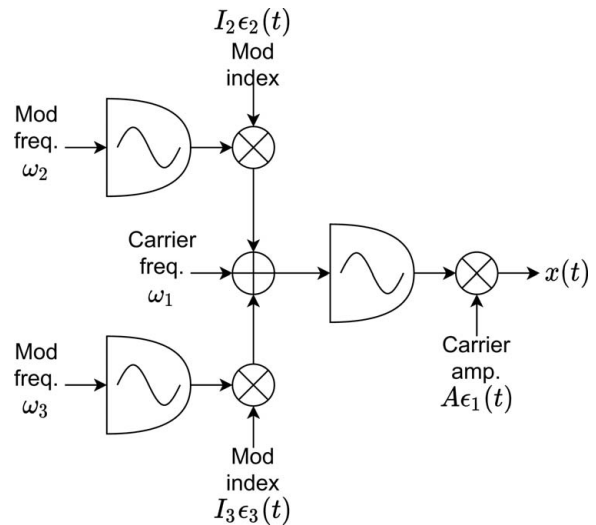 I₂ϵ₂(t)
Mod
index
Mod
freq.
ω₂
Carrier
freq.
ω₁
x(t)
Mod
freq.
ω₃
Carrier
amp.
Aϵ₁(t)
Mod
index
I₃ϵ₃(t)